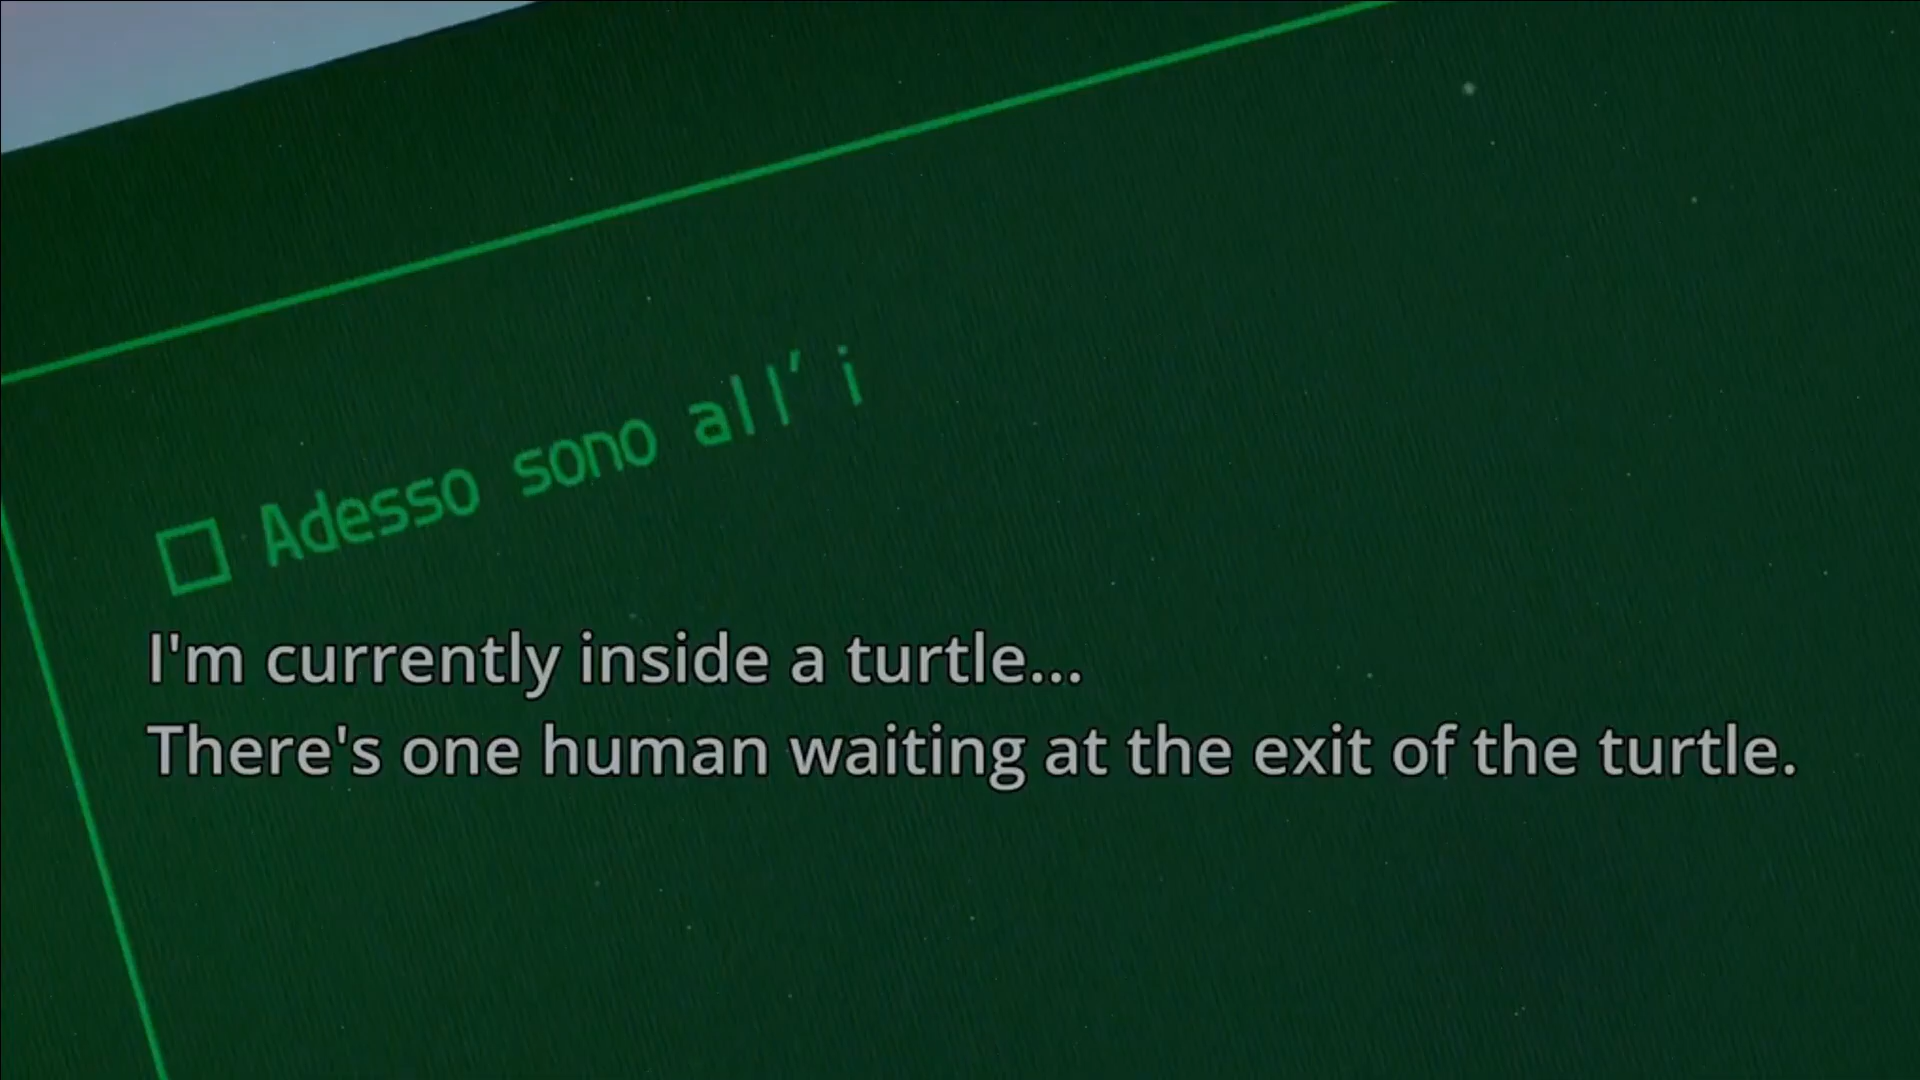 Adesso sono all' i
I'm currently inside a turtle...
There's one human waiting at the exit of the turtle.